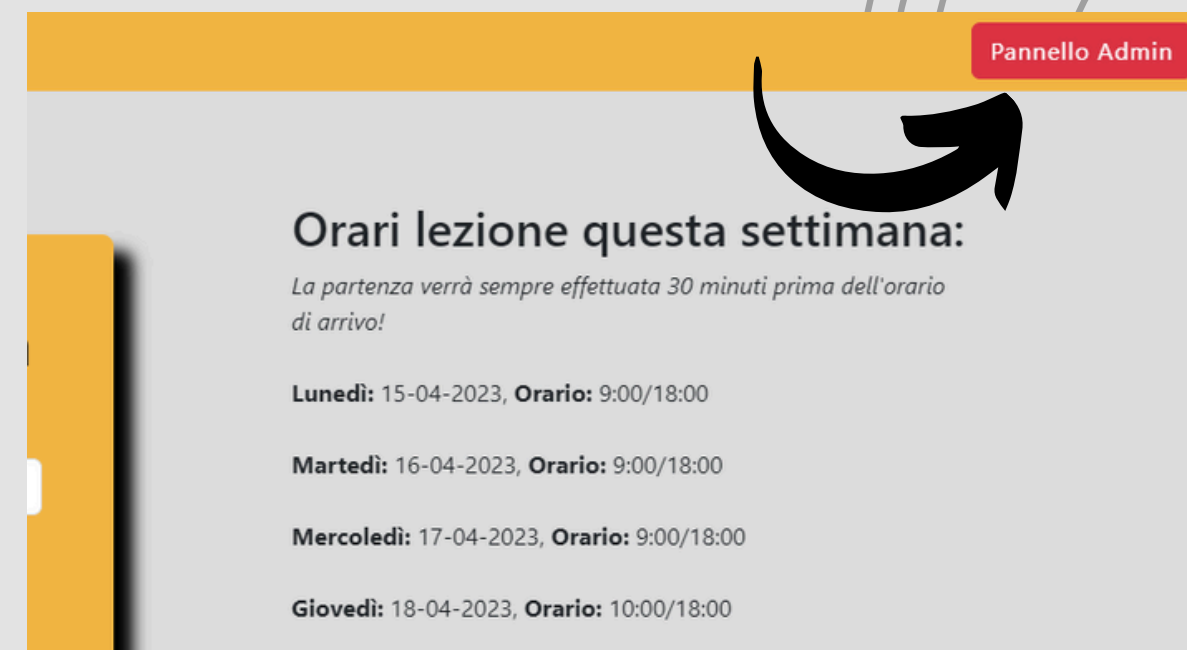 Pannello Admin
Orari lezione questa settimana:
La partenza verrà sempre effettuata 30 minuti prima dell'orario
di arrivo!
Lunedì: 15-04-2023, Orario: 9:00/18:00
Martedì: 16-04-2023, Orario: 9:00/18:00
Mercoledì: 17-04-2023, Orario: 9:00/18:00
Giovedì: 18-04-2023, Orario: 10:00/18:00